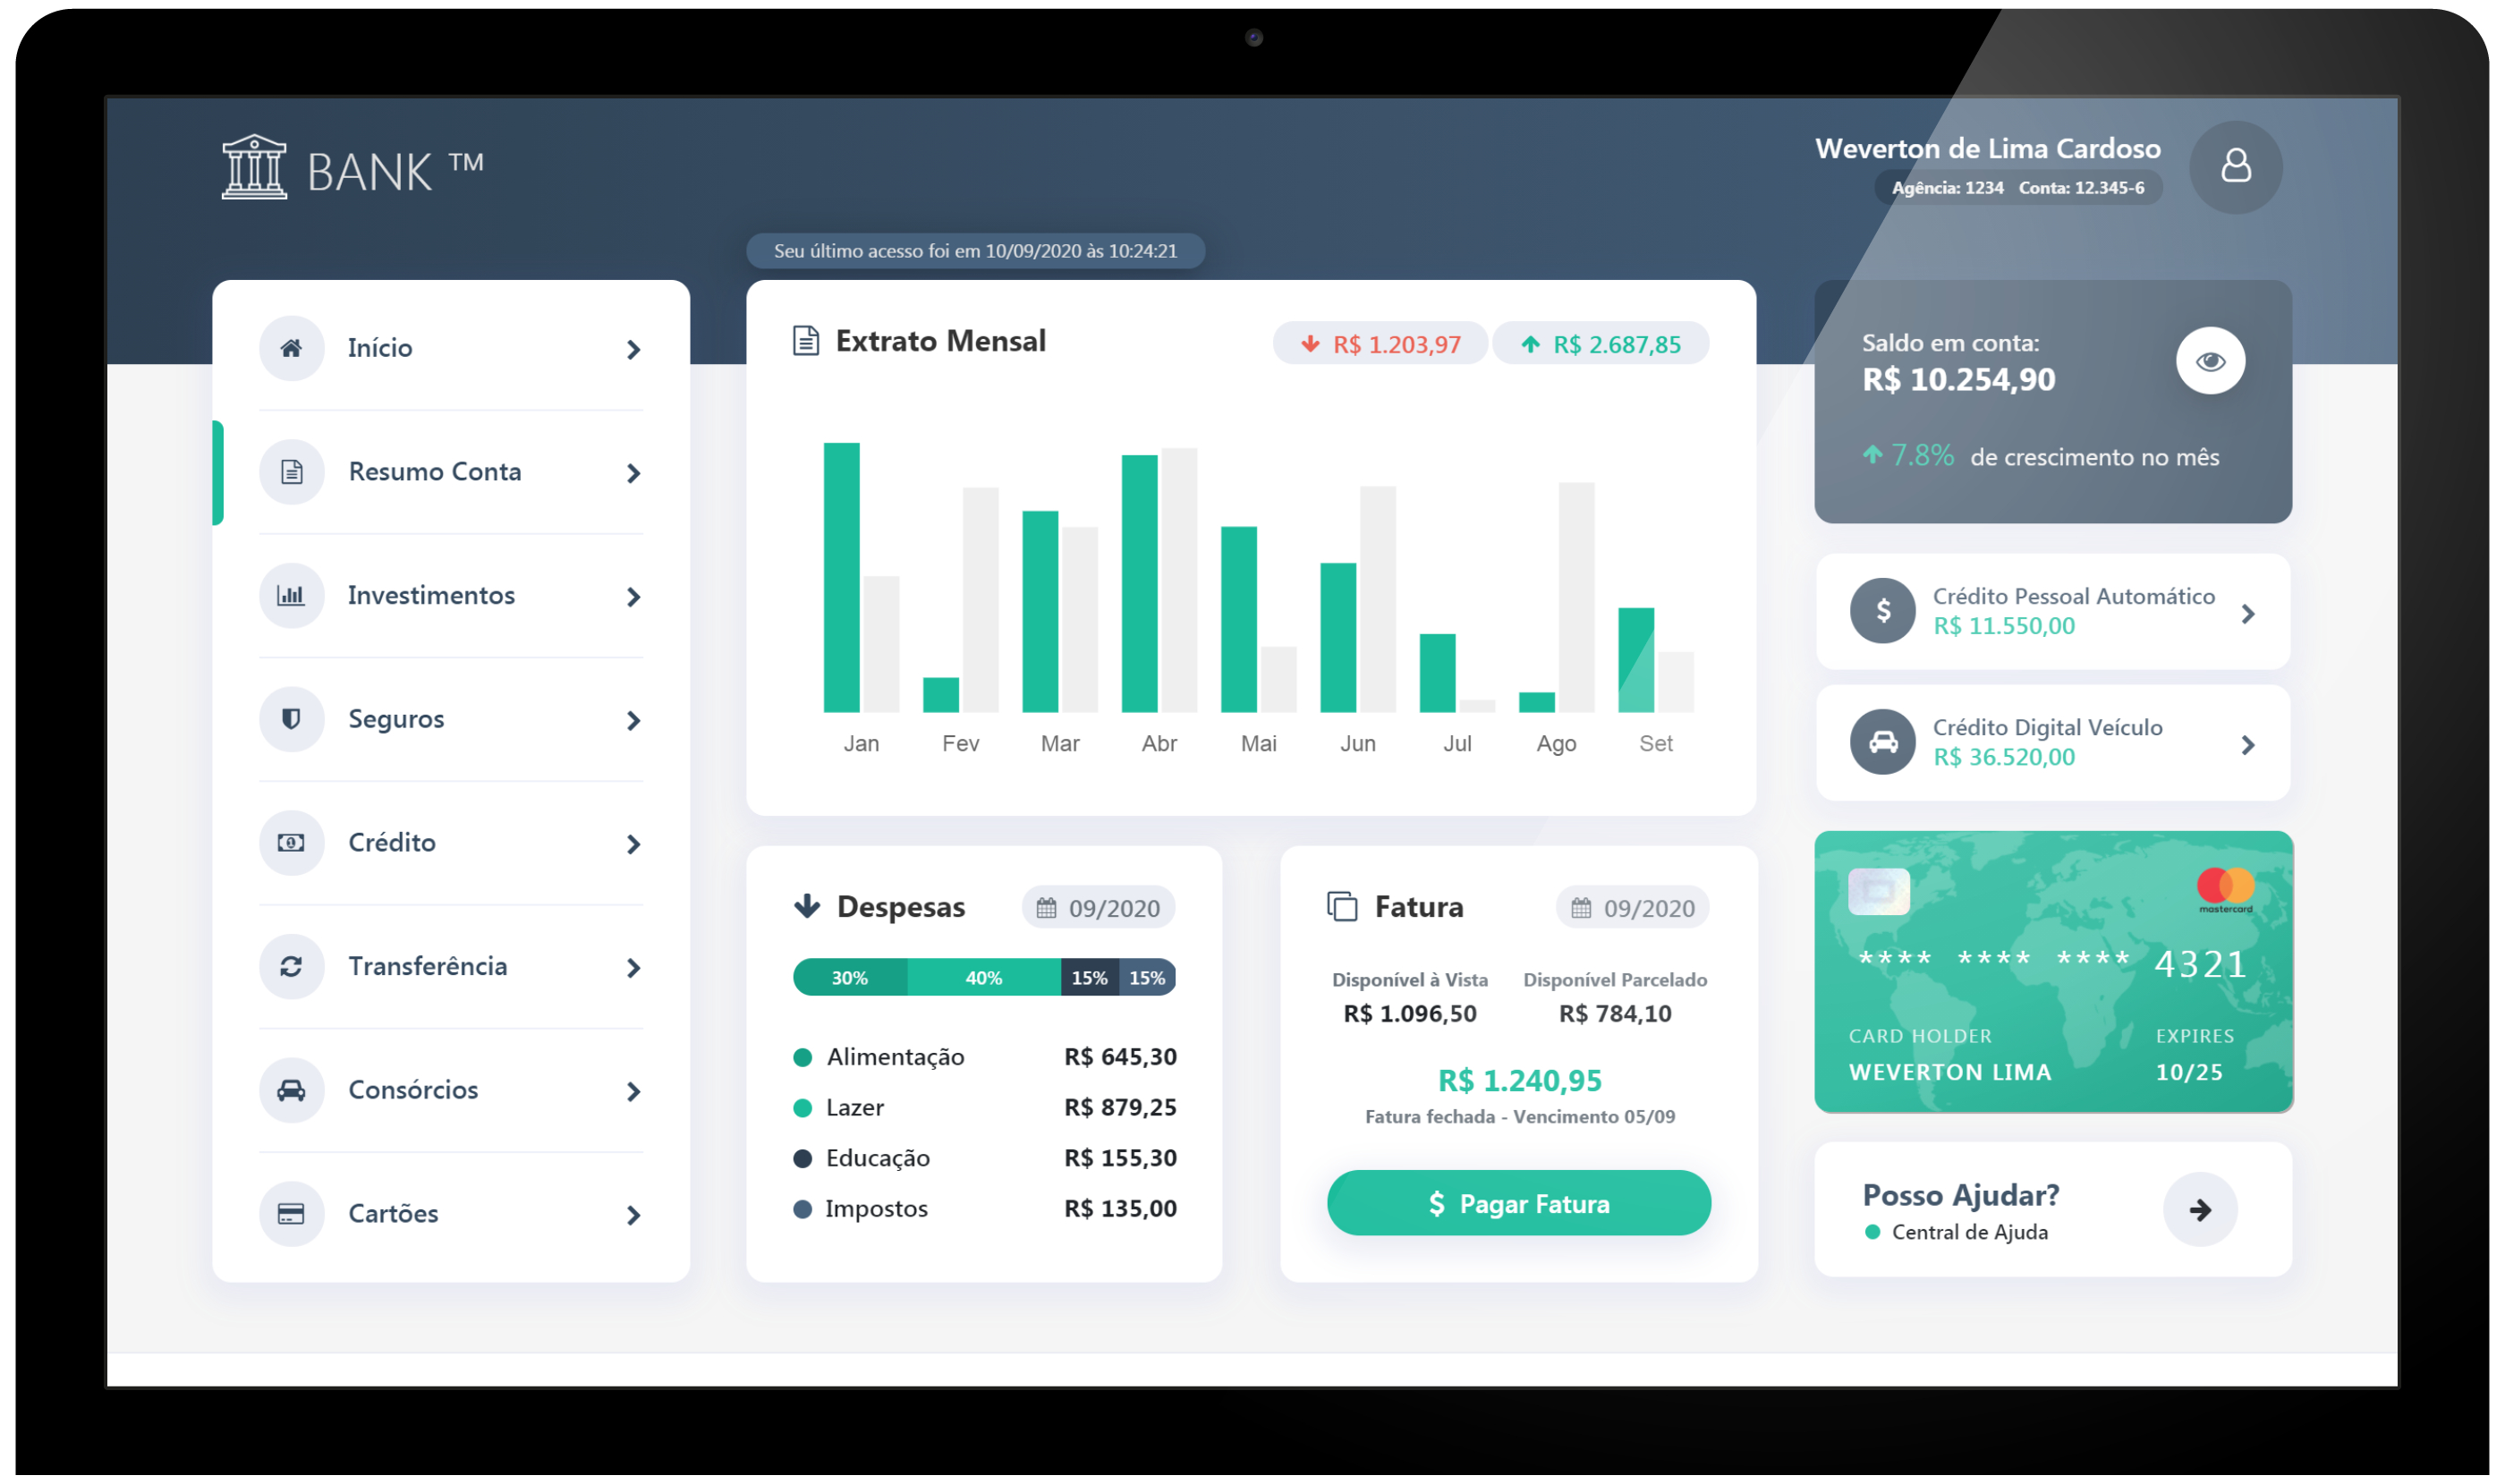 BANK ™
Weverton de Lima Cardoso
Agência: 1234 Conta: 12.345-6
Seu último acesso foi em 10/09/2020 às 10:24:21
Início
Resumo Conta
Investimentos
Seguros
Crédito
Transferência
Consórcios
Cartões
Extrato Mensal
R$ 1.203,97
R$ 2.687,85
Jan Fev Mar Abr Mai Jun Jul Ago Set
Despesas
09/2020
30% 40% 15% 15%
Alimentação R$ 645,30
Lazer R$ 879,25
Educação R$ 155,30
Impostos R$ 135,00
Fatura
09/2020
Disponível à Vista Disponível Parcelado
R$ 1.096,50 R$ 784,10
R$ 1.240,95
Fatura fechada - Vencimento 05/09
$ Pagar Fatura
Saldo em conta:
R$ 10.254,90
7.8% de crescimento no mês
$
Crédito Pessoal Automático
R$ 11.550,00
Crédito Digital Veículo
R$ 36.520,00
mastercard
**** **** **** 4321
CARD HOLDER EXPIRES
WEVERTON LIMA 10/25
Posso Ajudar?
Central de Ajuda